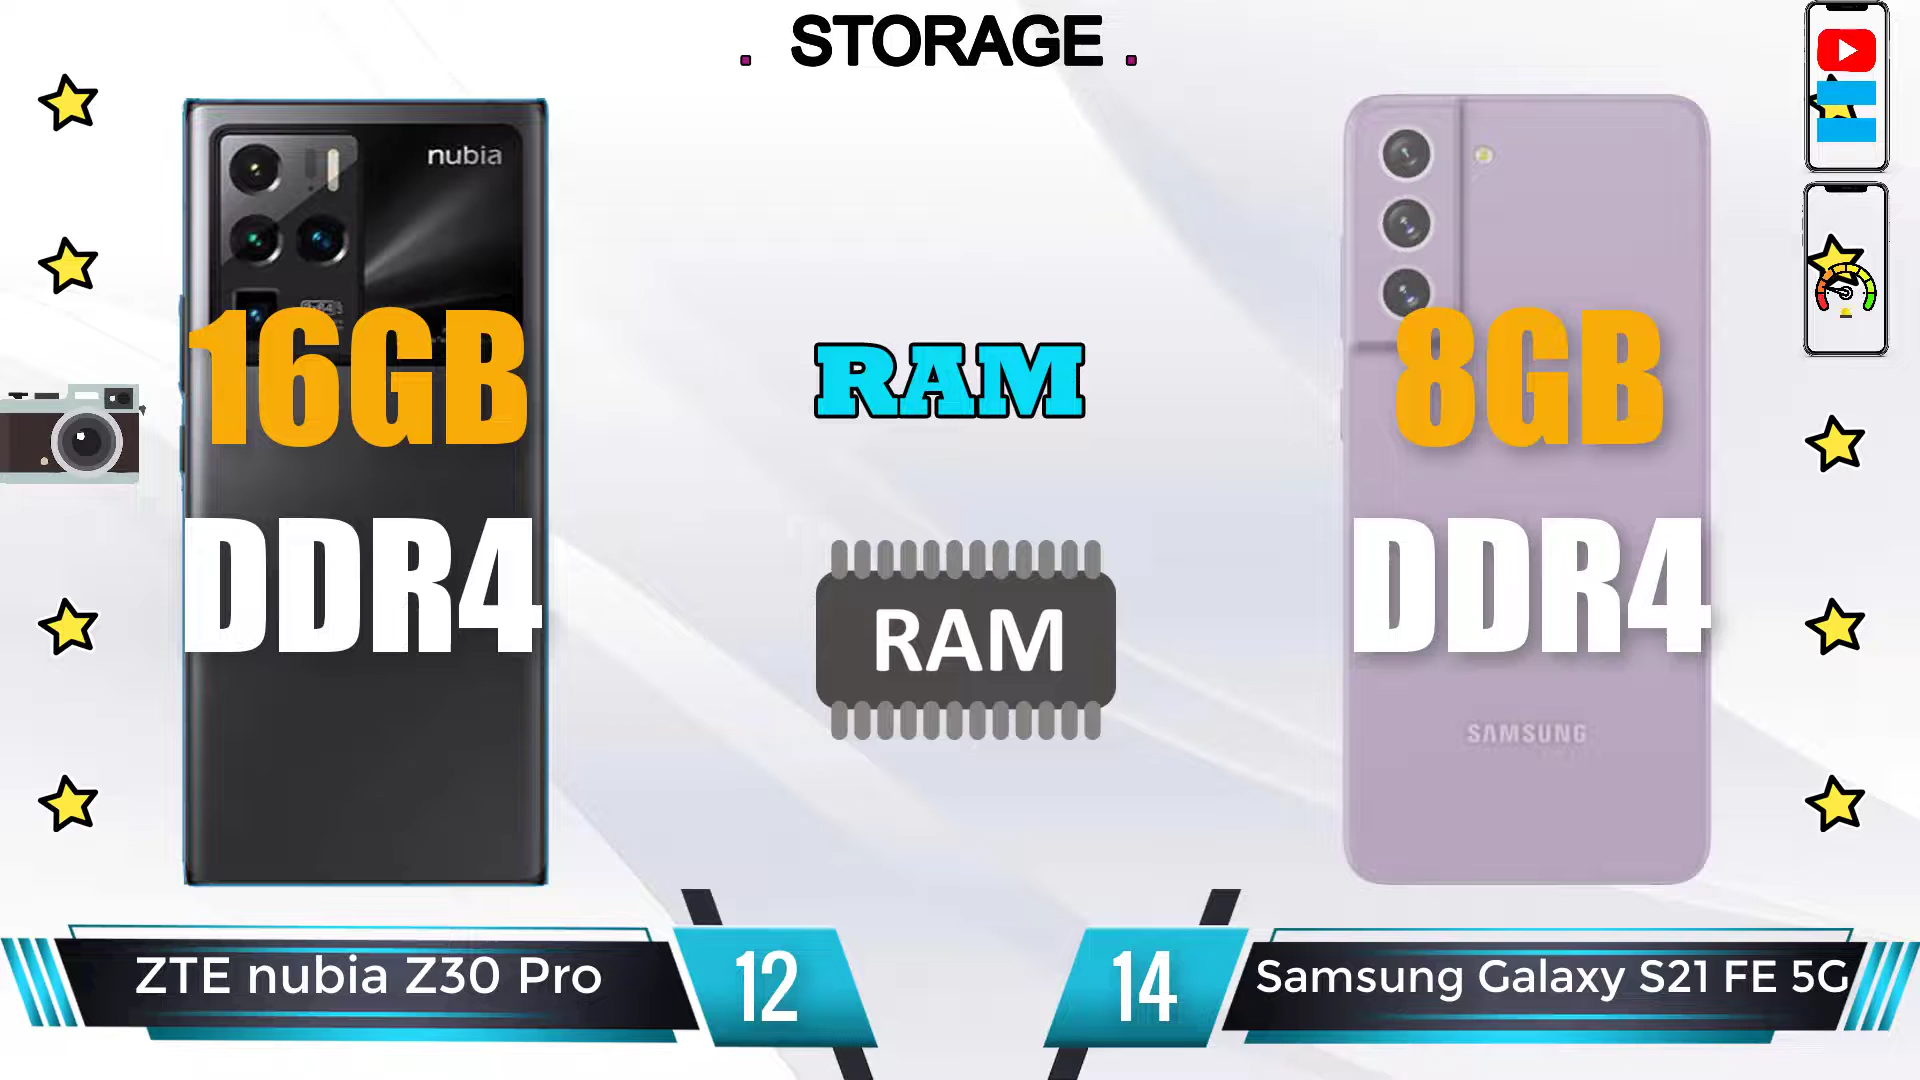 . STORAGE .
nubia
16GB
DDR4
RAM
RAM
8GB
DDR4
SAMSUNG
ZTE nubia Z30 Pro
12
14
Samsung Galaxy S21 FE 5G